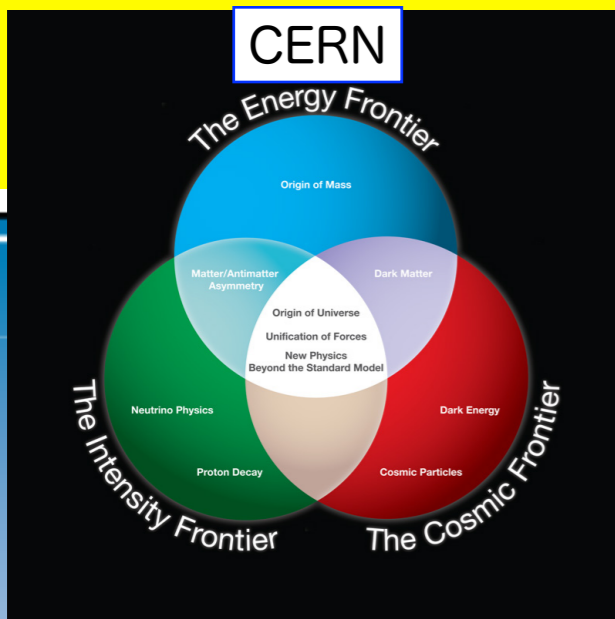 CERN
The Energy Frontier
Origin of Mass
Matter/Antimatter
Asymmetry
Dark Matter
Origin of Universe
Unification of Forces
New Physics
Beyond the Standard Model
Neutrino Physics
Dark Energy
Proton Decay
Cosmic Particles
The Intensity Frontier
The Cosmic Frontier